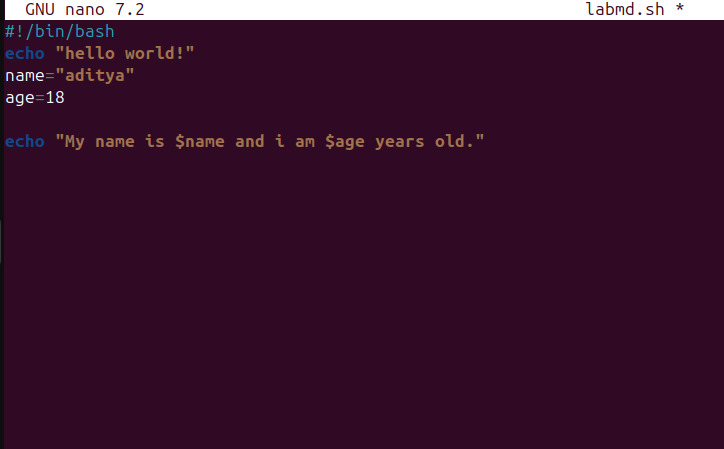 GNU nano 7.2 labmd.sh *
#!/bin/bash
echo "hello world!"
name="aditya"
age=18
echo "My name is $name and i am $age years old."